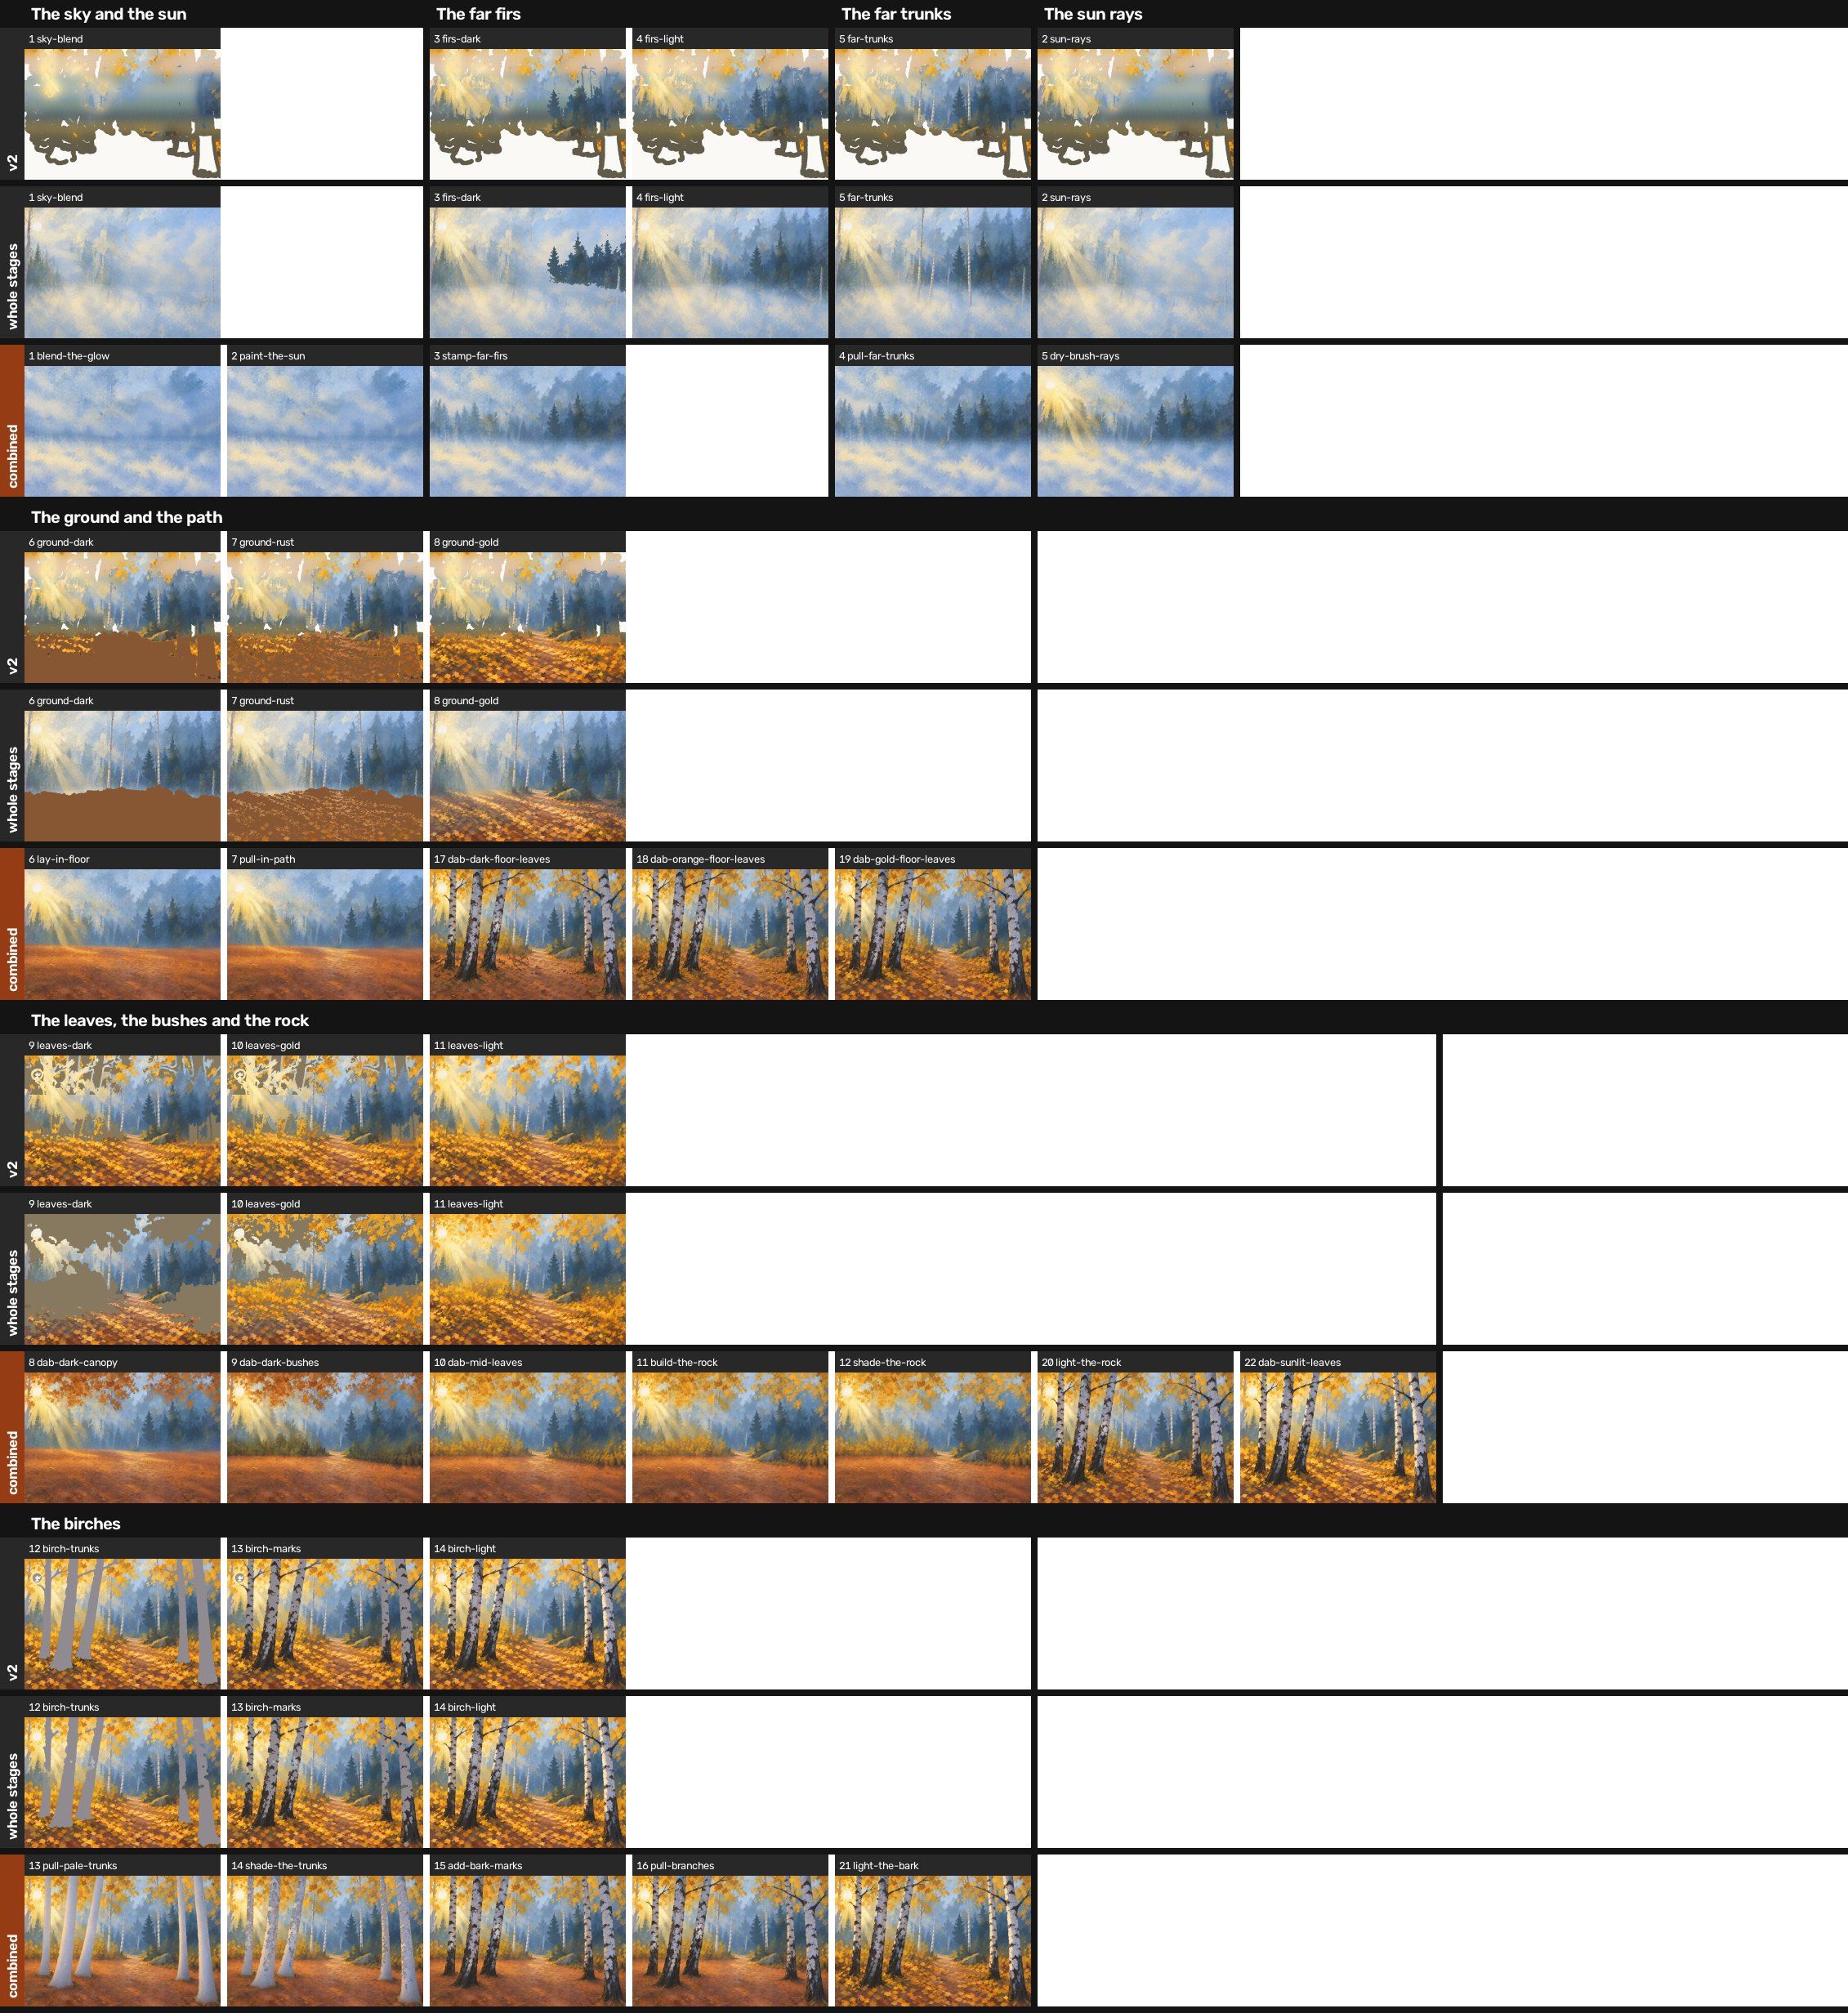 The sky and the sun The far firs The far trunks The sun rays
1 sky-blend 3 firs-dark 4 firs-light 5 far-trunks 2 sun-rays
v2
1 sky-blend 3 firs-dark 4 firs-light 5 far-trunks 2 sun-rays
whole stages
1 blend-the-glow 2 paint-the-sun 3 stamp-far-firs 4 pull-far-trunks 5 dry-brush-rays
combined
The ground and the path
6 ground-dark 7 ground-rust 8 ground-gold
v2
6 ground-dark 7 ground-rust 8 ground-gold
whole stages
6 lay-in-floor 7 pull-in-path 17 dab-dark-floor-leaves 18 dab-orange-floor-leaves 19 dab-gold-floor-leaves
combined
The leaves, the bushes and the rock
9 leaves-dark 10 leaves-gold 11 leaves-light
v2
9 leaves-dark 10 leaves-gold 11 leaves-light
whole stages
8 dab-dark-canopy 9 dab-dark-bushes 10 dab-mid-leaves 11 build-the-rock 12 shade-the-rock 20 light-the-rock 22 dab-sunlit-leaves
combined
The birches
12 birch-trunks 13 birch-marks 14 birch-light
v2
12 birch-trunks 13 birch-marks 14 birch-light
whole stages
13 pull-pale-trunks 14 shade-the-trunks 15 add-bark-marks 16 pull-branches 21 light-the-bark
combined